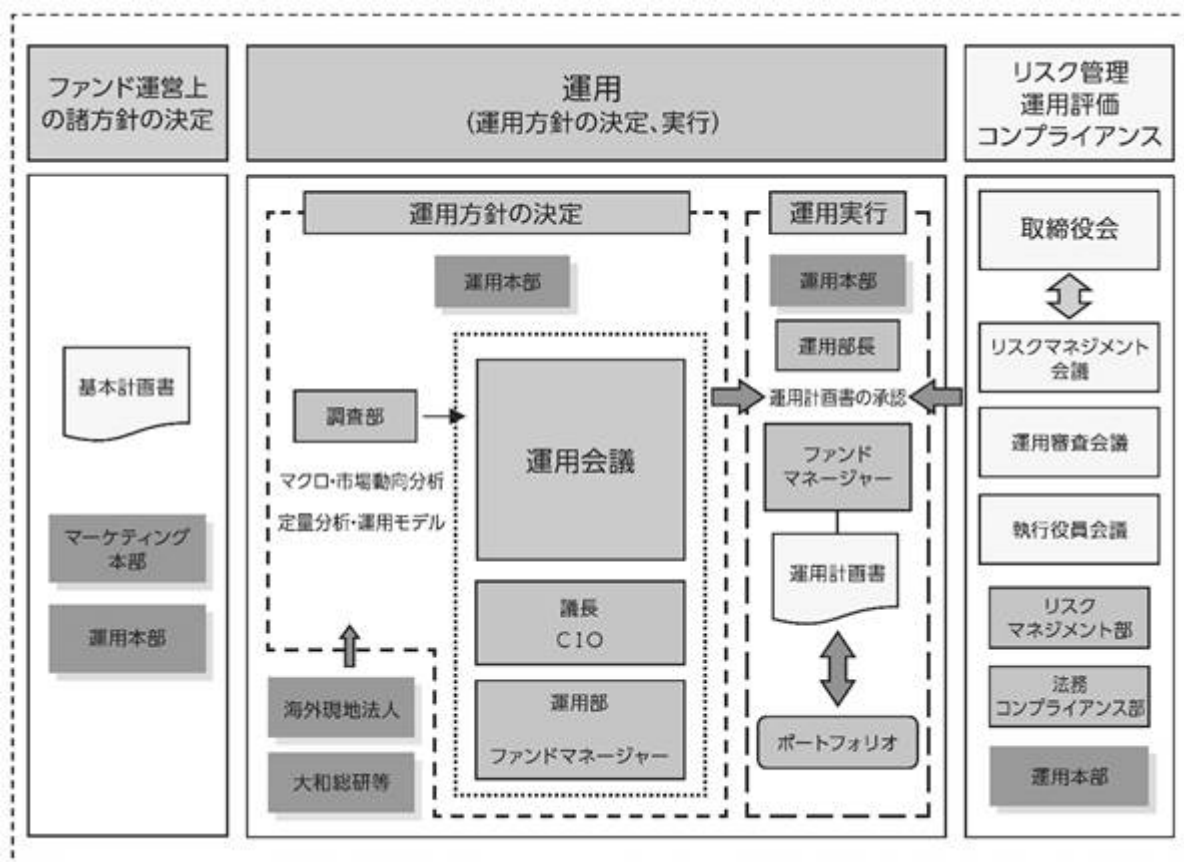 ファンド運営上
の諸方針の決定
運用
(運用方針の決定、実行)
リスク管理
運用評価
コンプライアンス
基本計画書
マーケティング
本部
運用本部
運用方針の決定
運用本部
調査部
マクロ・市場動向分析
定量分析・運用モデル
海外現地法人
大和総研等
運用会議
議長
CIO
運用部
ファンドマネージャー
運用実行
運用本部
運用部長
運用計画書の承認
ファンド
マネージャー
運用計画書
ポートフォリオ
取締役会
リスクマネジメント
会議
運用審査会議
執行役員会議
リスク
マネジメント部
法務
コンプライアンス部
運用本部